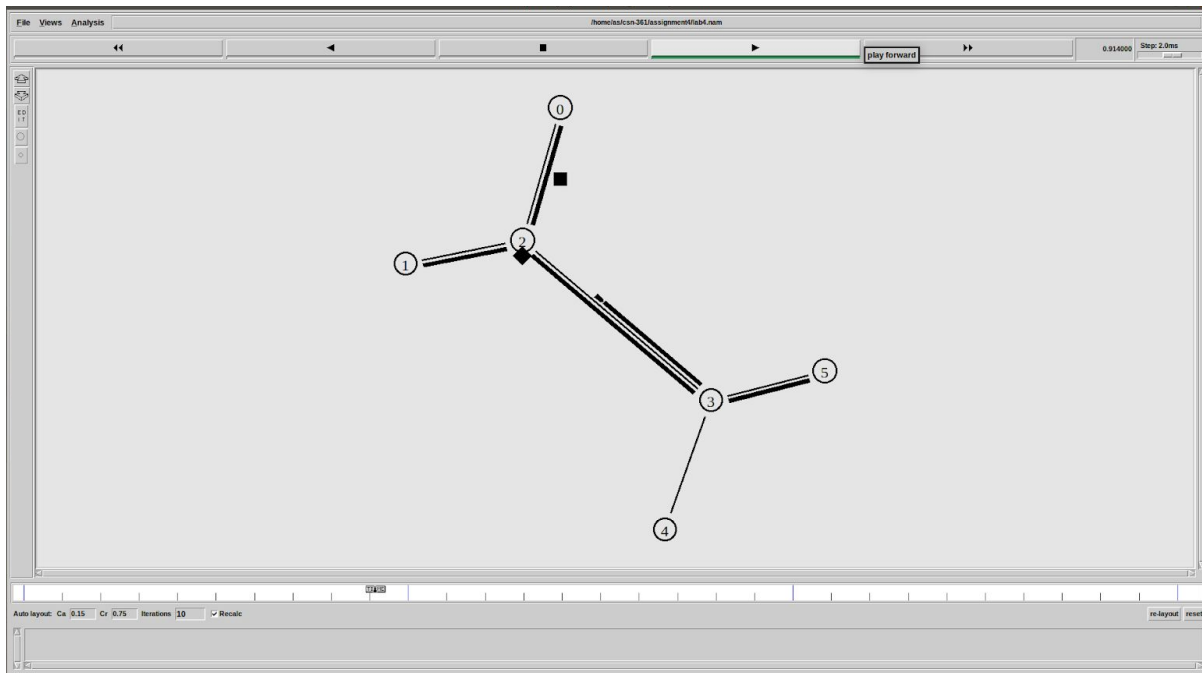 File Views Analysis /home/as/csn-361/assignment4/lab4.nam
0.914000 Step: 2.0ms
play forward
E D
I T
0
2
1
5
3
4
TIME
Auto layout: Ca 0.15 Cr 0.75 Iterations 10 Recalc re-layout reset